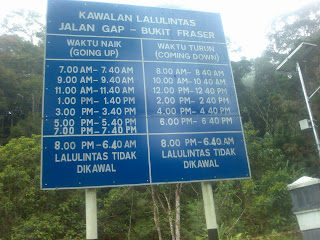 KAWALAN LALULINTAS
JALAN GAP - BUKIT FRASER
WAKTU NAIK
(GOING UP)
WAKTU TURUN
(COMING DOWN)
7.00 AM - 7.40 AM
9.00 AM - 9.40 AM
11.00 AM - 11.40 AM
1.00 PM - 1.40 PM
3.00 PM - 3.40 PM
5.00 PM - 5.40 PM
7.00 PM - 7.40 PM
8.00 AM - 8.40 AM
10.00 AM - 10.40 AM
12.00 PM - 12.40 PM
2.00 PM - 2.40 PM
4.00 PM - 4.40 PM
6.00 PM - 6.40 PM
8.00 PM - 6.40 AM
LALULINTAS TIDAK
DIKAWAL
8.00 PM - 6.40 AM
LALULINTAS TIDAK
DIKAWAL